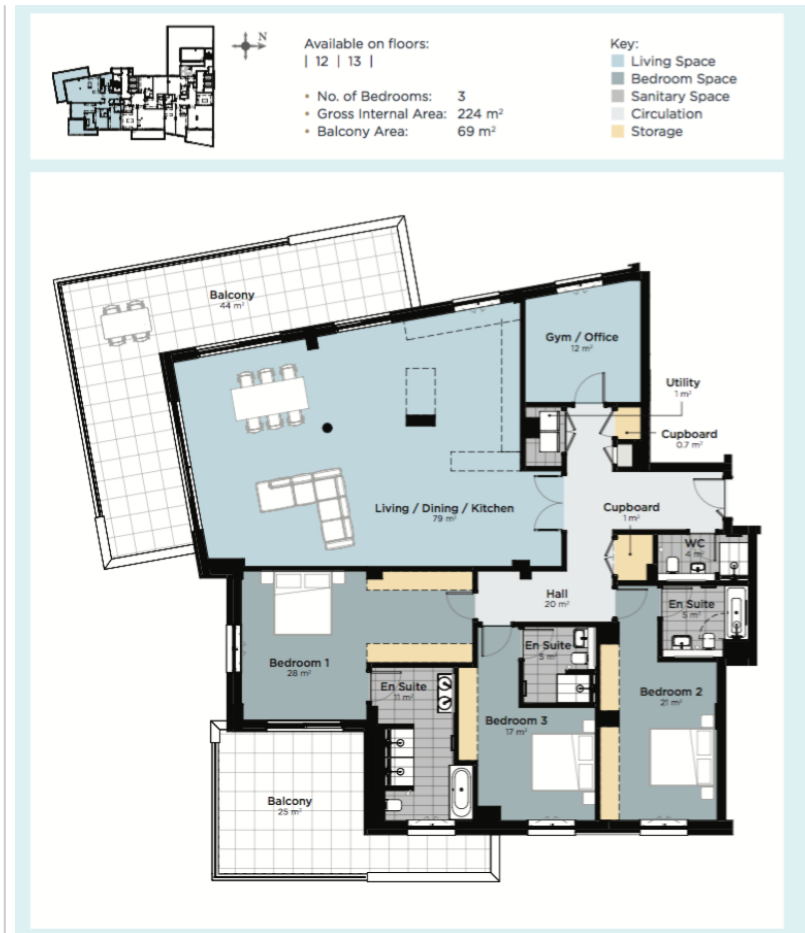 N
Available on floors:
| 12 | 13 |
• No. of Bedrooms: 3
• Gross Internal Area: 224 m²
• Balcony Area: 69 m²
Key:
Living Space
Bedroom Space
Sanitary Space
Circulation
Storage
Balcony
44 m²
Gym / Office
12 m²
Utility
1 m²
Cupboard
0.7 m²
Living / Dining / Kitchen
79 m²
Cupboard
1 m²
WC
4 m²
Hall
20 m²
En Suite
5 m²
Bedroom 1
28 m²
En Suite
11 m²
En Suite
5 m²
Bedroom 2
21 m²
Bedroom 3
17 m²
Balcony
25 m²